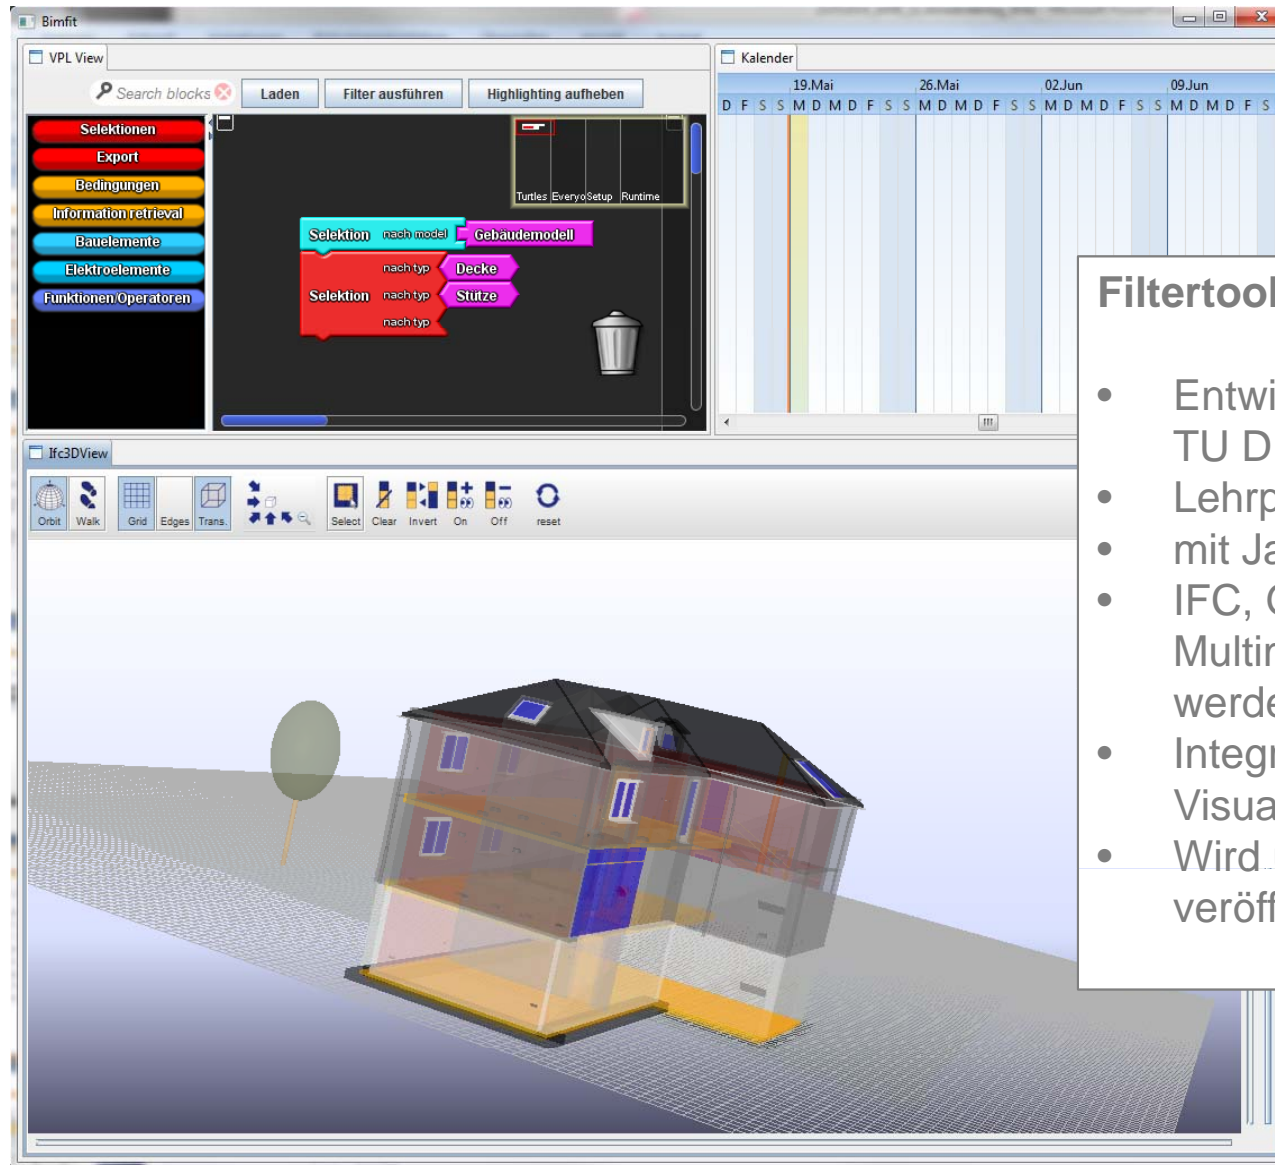 Bimfit
VPL View
Search blocks
Laden
Filter ausführen
Highlighting aufheben
Selektionen
Export
Bedingungen
Information retrieval
Bauelemente
Elektroelemente
Funktionen/Operatoren
Turtles Everyo Setup Runtime
Selektion nach model Gebäudemodell
nach typ Decke
Selektion nach typ Stütze
nach typ
Kalender
19.Mai 26.Mai 02.Jun 09.Jun
D F S S M D M D F S S M D M D F S S M D M D F S S M D M D F S
Ifc3DView
Orbit Walk Grid Edges Trans. Select Clear Invert On Off reset
Filtertool
• Entwi
TU D
• Lehrp
• mit Ja
• IFC,
Multir
werde
• Integr
Visua
• Wird
veröff